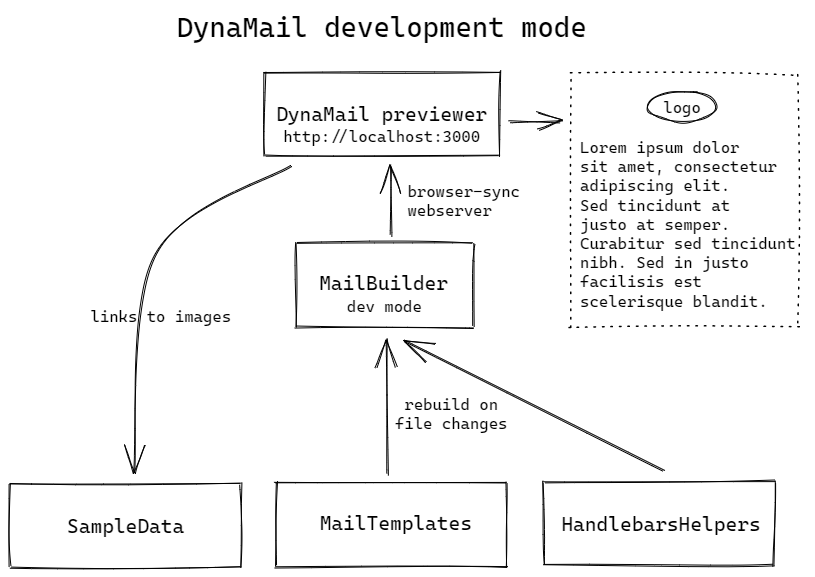 DynaMail development mode
DynaMail previewer
http://localhost:3000
logo
Lorem ipsum dolor
sit amet, consectetur
adipiscing elit.
Sed tincidunt at
justo at semper.
Curabitur sed tincidunt
nibh. Sed in justo
facilisis est
scelerisque blandit.
browser-sync
webserver
MailBuilder
dev mode
links to images
rebuild on
file changes
SampleData
MailTemplates
HandlebarsHelpers